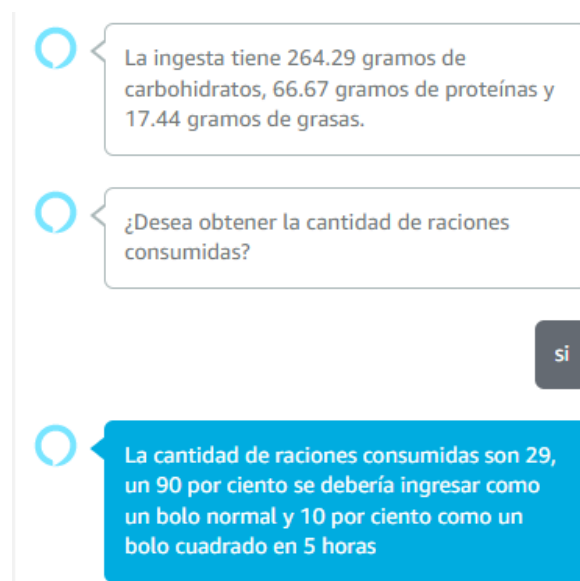 La ingesta tiene 264.29 gramos de
carbohidratos, 66.67 gramos de proteínas y
17.44 gramos de grasas.
¿Desea obtener la cantidad de raciones
consumidas?
si
La cantidad de raciones consumidas son 29,
un 90 por ciento se debería ingresar como
un bolo normal y 10 por ciento como un
bolo cuadrado en 5 horas